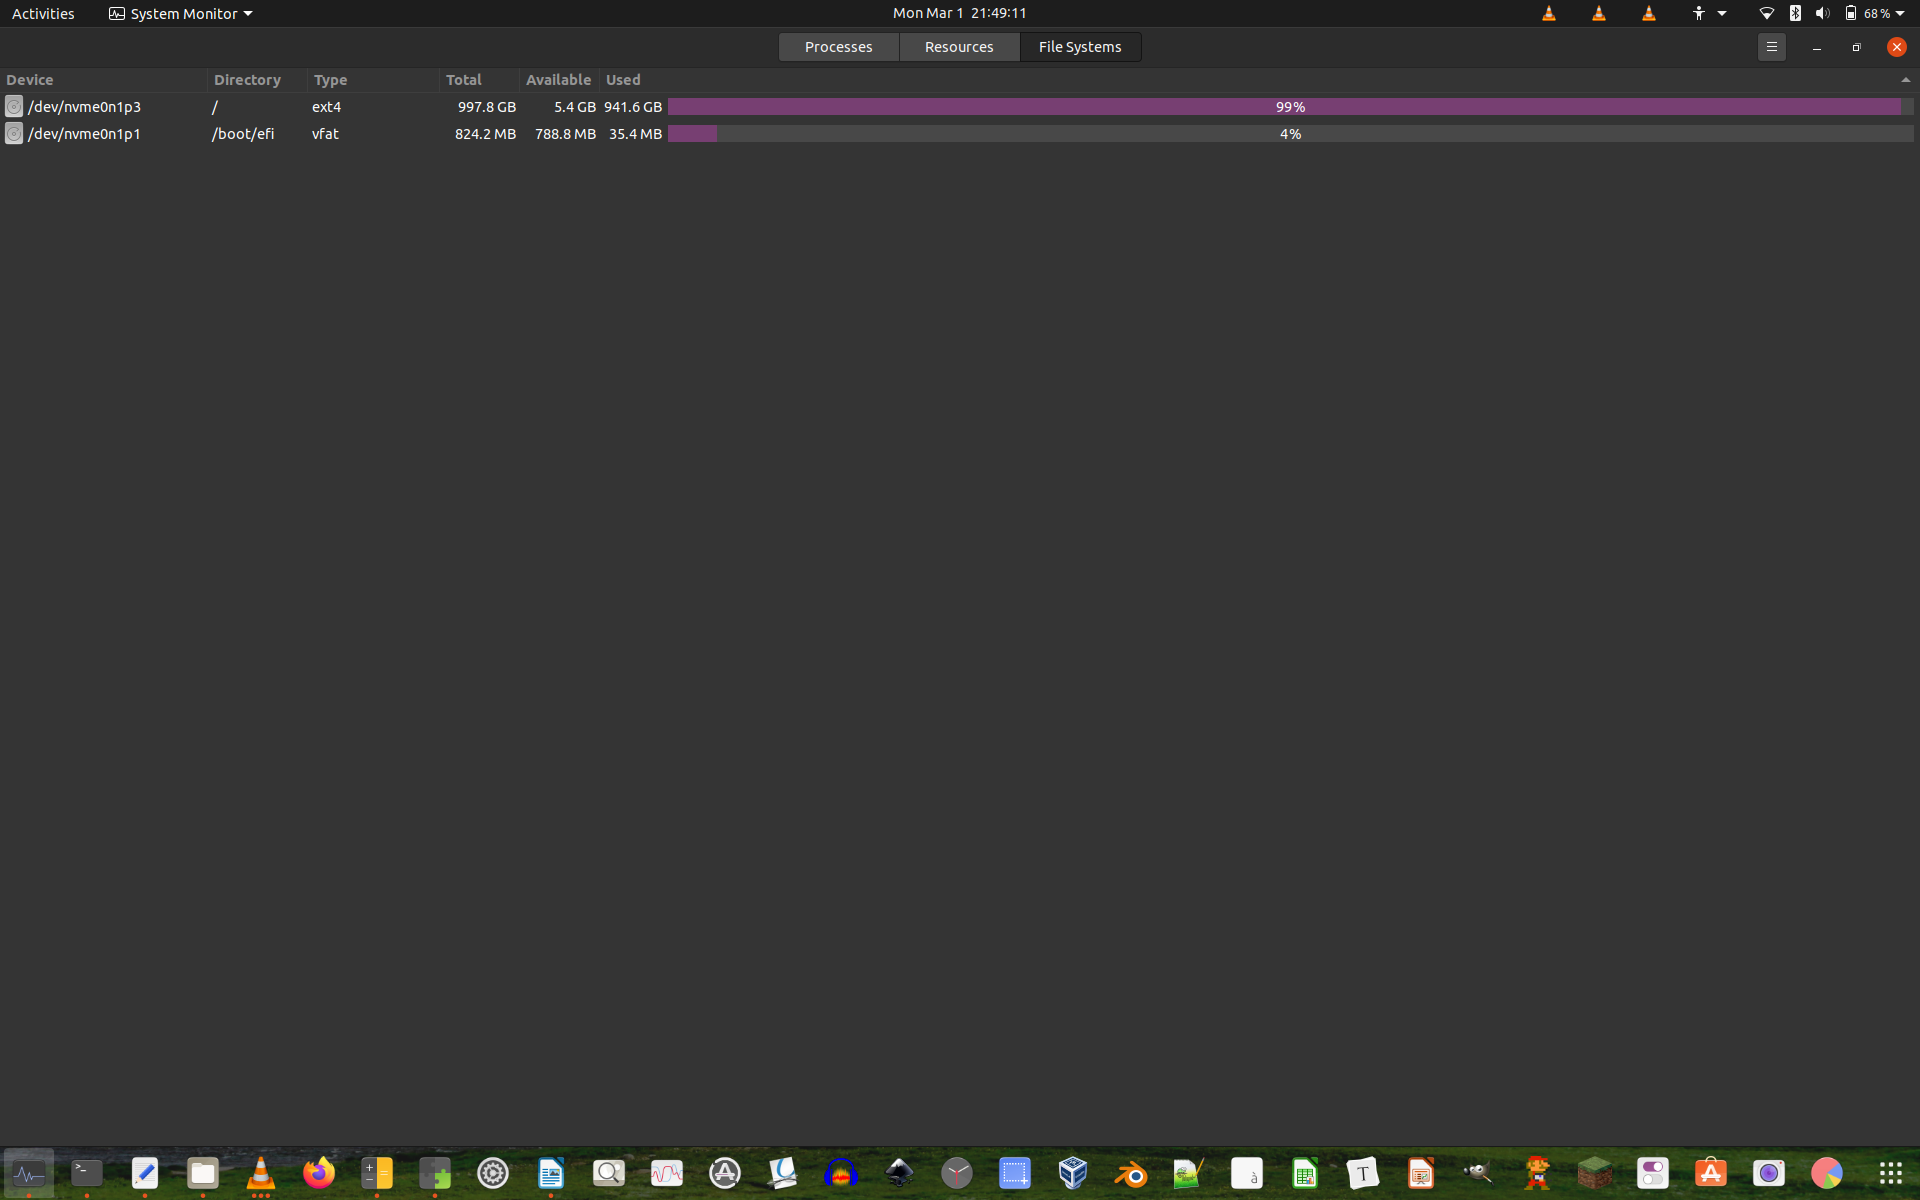 Activities System Monitor Mon Mar 1 21:49:11 68 %
Processes Resources File Systems
Device Directory Type Total Available Used
/dev/nvme0n1p3 / ext4 997.8 GB 5.4 GB 941.6 GB 99%
/dev/nvme0n1p1 /boot/efi vfat 824.2 MB 788.8 MB 35.4 MB 4%